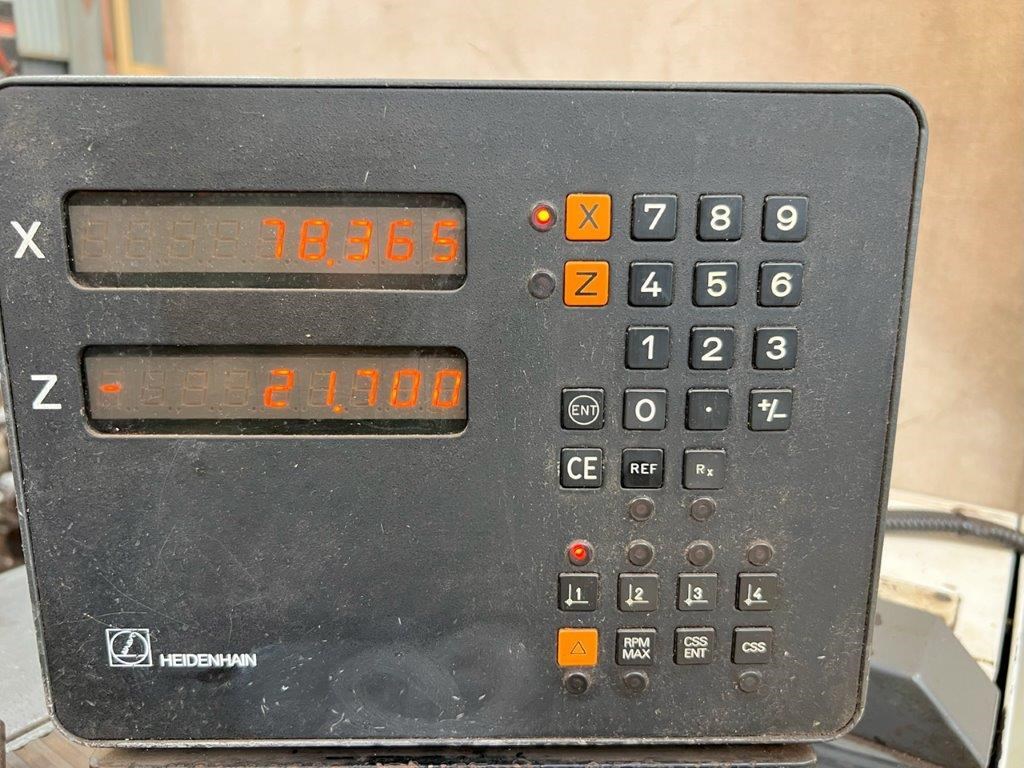 X 78.365
X 7 8 9
Z 4 5 6
1 2 3
Z - 21.700
ENT 0 . +/-
CE REF Rx
1 2 3 4
△ RPM MAX CSS ENT CSS
HEIDENHAIN